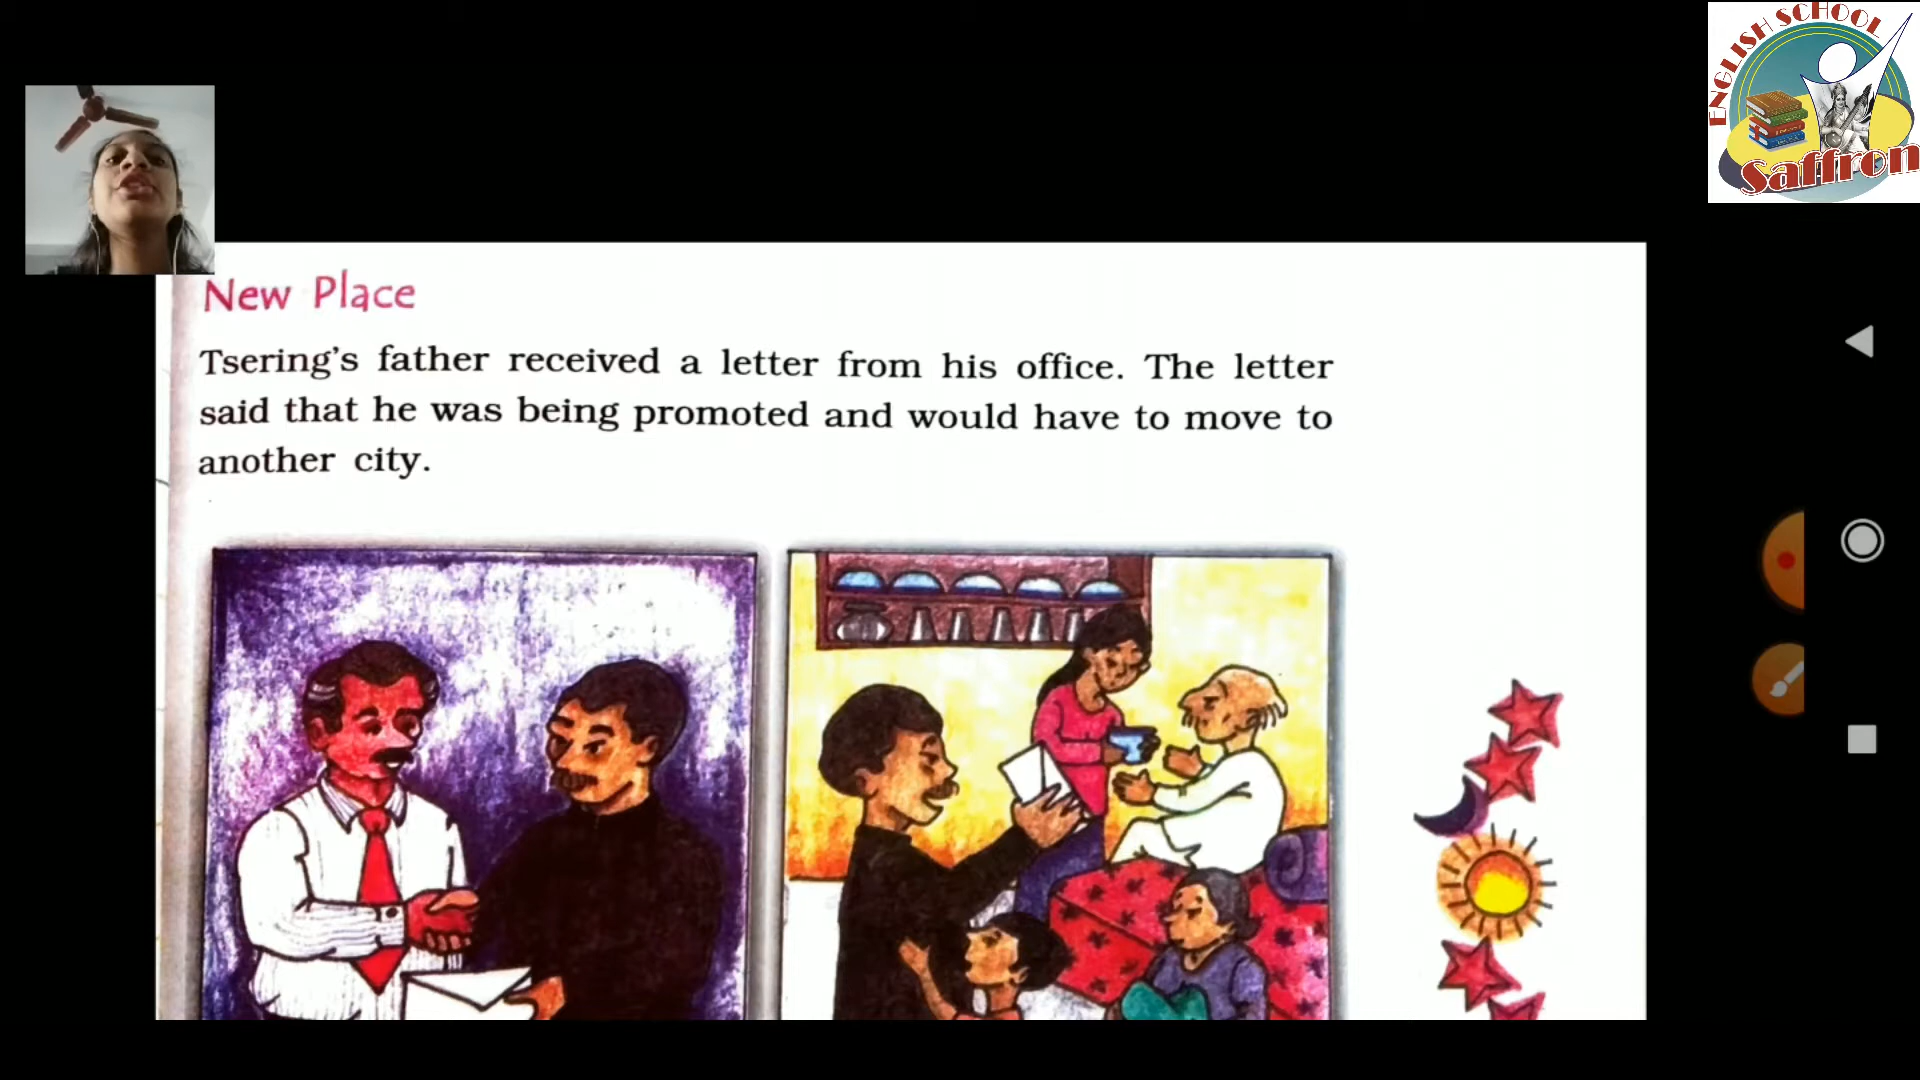 ENGLISH SCHOOL
Saffron
New Place
Tsering's father received a letter from his office. The letter
said that he was being promoted and would have to move to
another city.